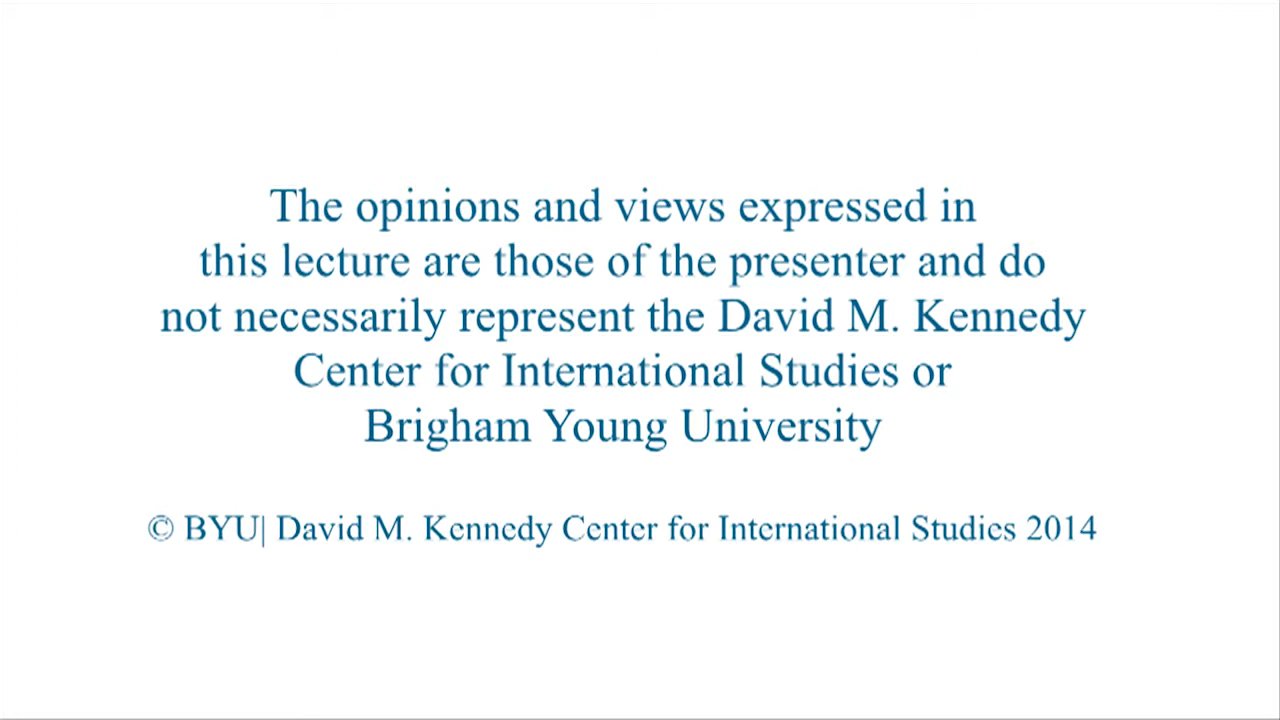 The opinions and views expressed in
this lecture are those of the presenter and do
not necessarily represent the David M. Kennedy
Center for International Studies or
Brigham Young University
© BYU| David M. Kennedy Center for International Studies 2014